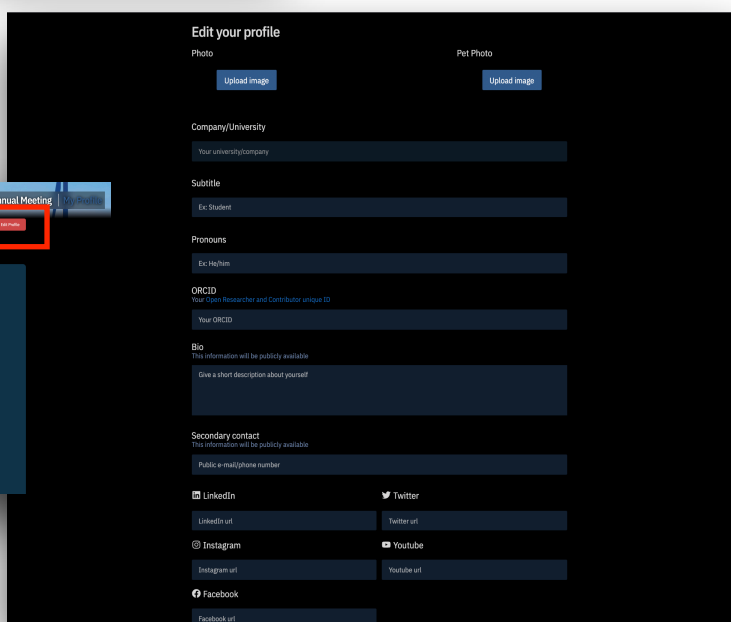 Edit your profile
Photo
Pet Photo
Upload image
Upload image
Company/University
Your university/company
Subtitle
Ex: Student
Pronouns
Ex: He/him
ORCID
Your Open Researcher and Contributor unique ID
Your ORCID
Bio
This information will be publicly available
Give a short description about yourself
Secondary contact
This information will be publicly available
Public e-mail/phone number
LinkedIn
Twitter
LinkedIn url
Twitter url
Instagram
Youtube
Instagram url
Youtube url
Facebook
Facebook url
Meeting | My Profile
Edit Profile